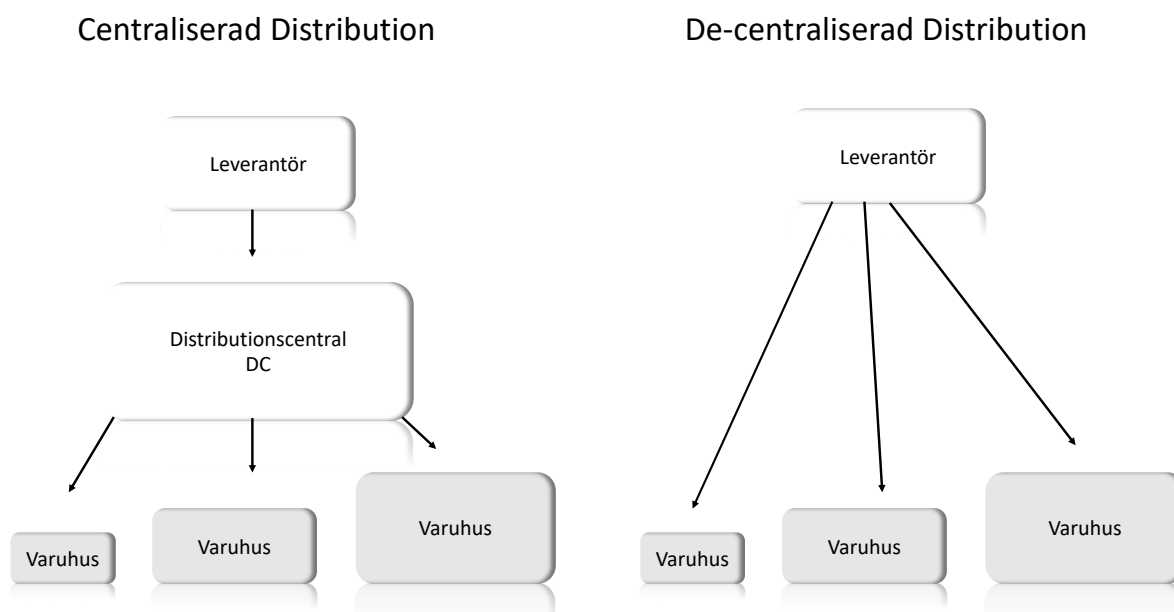 Centraliserad Distribution
De-centraliserad Distribution
Leverantör
Distributionscentral
DC
Varuhus
Varuhus
Varuhus
Leverantör
Varuhus
Varuhus
Varuhus